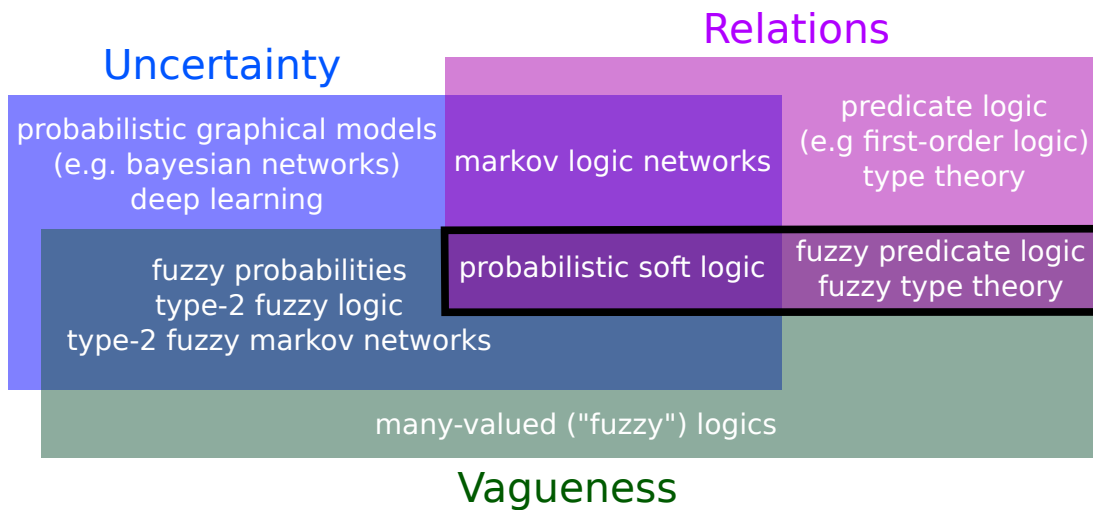 Relations
Uncertainty
probabilistic graphical models
(e.g. bayesian networks)
deep learning
markov logic networks
predicate logic
(e.g first-order logic)
type theory
fuzzy probabilities
type-2 fuzzy logic
type-2 fuzzy markov networks
probabilistic soft logic
fuzzy predicate logic
fuzzy type theory
many-valued ("fuzzy") logics
Vagueness